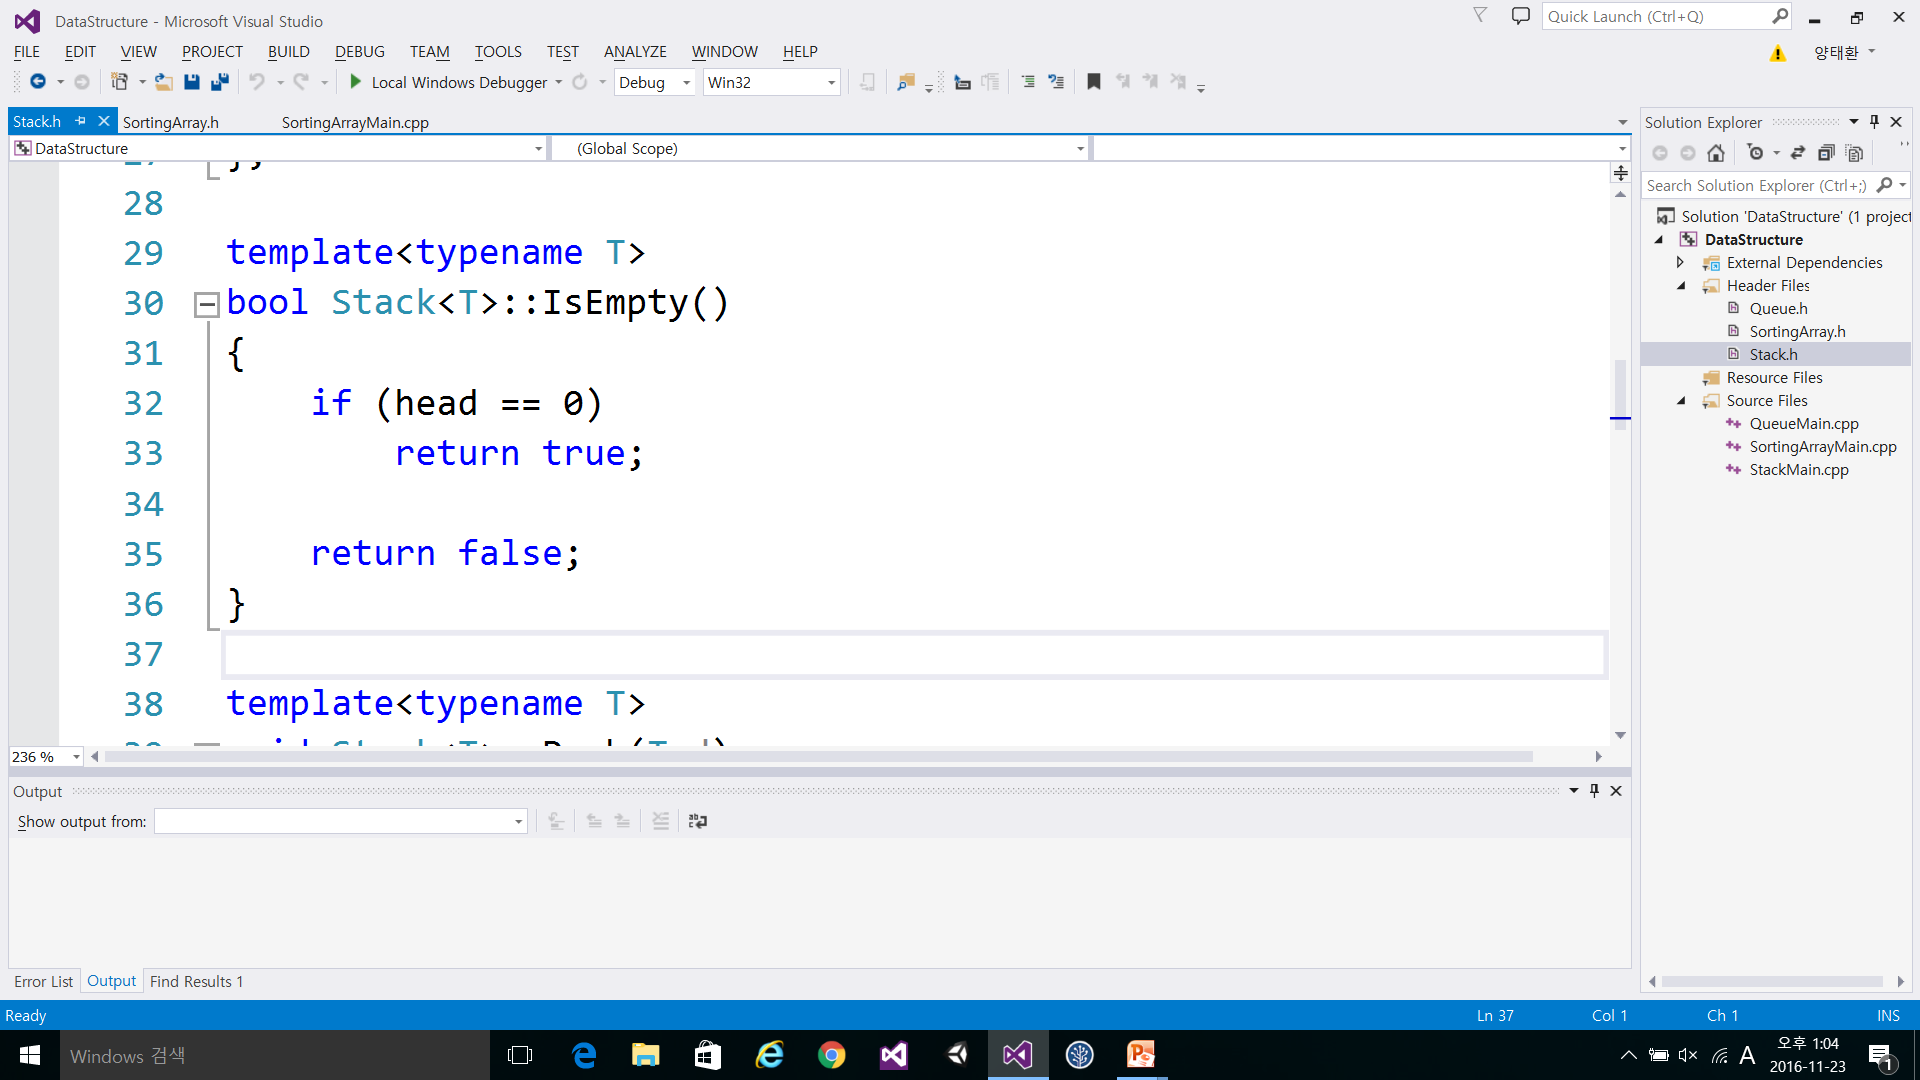 DataStructure - Microsoft Visual Studio
Quick Launch (Ctrl+Q)
FILE EDIT VIEW PROJECT BUILD DEBUG TEAM TOOLS TEST ANALYZE WINDOW HELP
양태환
Local Windows Debugger Debug Win32
Stack.h SortingArray.h SortingArrayMain.cpp
DataStructure (Global Scope)
28
29 template<typename T>
30 bool Stack<T>::IsEmpty()
31 {
32 if (head == 0)
33 return true;
34
35 return false;
36 }
37
38 template<typename T>
236 %
Output
Show output from:
Error List Output Find Results 1
Solution Explorer
Search Solution Explorer (Ctrl+;)
Solution 'DataStructure' (1 project
DataStructure
External Dependencies
Header Files
Queue.h
SortingArray.h
Stack.h
Resource Files
Source Files
QueueMain.cpp
SortingArrayMain.cpp
StackMain.cpp
Ready Ln 37 Col 1 Ch 1 INS
Windows 검색
A
오후 1:04
2016-11-23
1